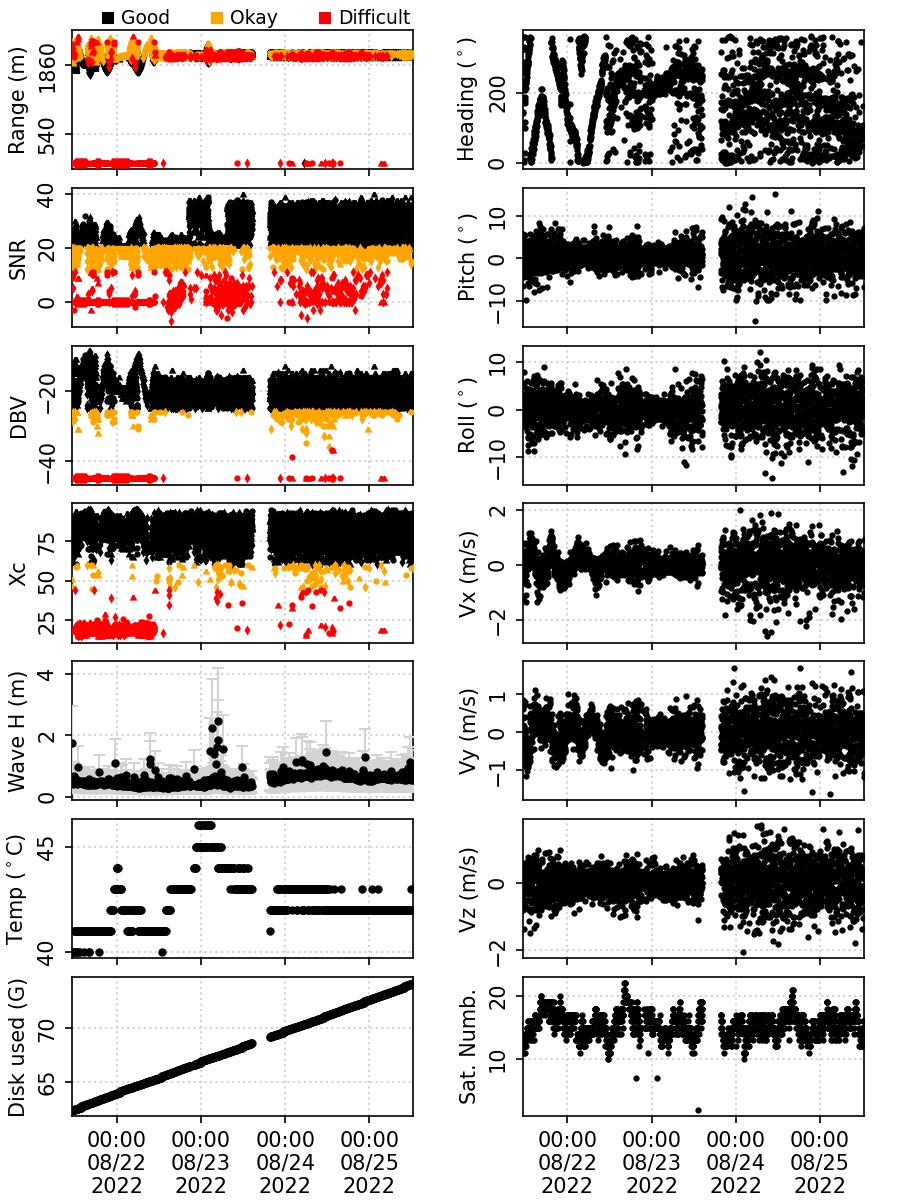 Good Okay Difficult
Range (m)
1860
540
Heading (°)
200
0
SNR
40
20
0
Pitch (°)
10
0
−10
DBV
−20
−40
Roll (°)
10
0
−10
Xc
75
50
25
Vx (m/s)
2
0
−2
Wave H (m)
4
2
0
Vy (m/s)
1
0
−1
Temp (°C)
45
40
Vz (m/s)
0
−2
Disk used (G)
70
65
Sat. Numb.
20
10
00:00 00:00 00:00 00:00
08/22 08/23 08/24 08/25
2022 2022 2022 2022
00:00 00:00 00:00 00:00
08/22 08/23 08/24 08/25
2022 2022 2022 2022